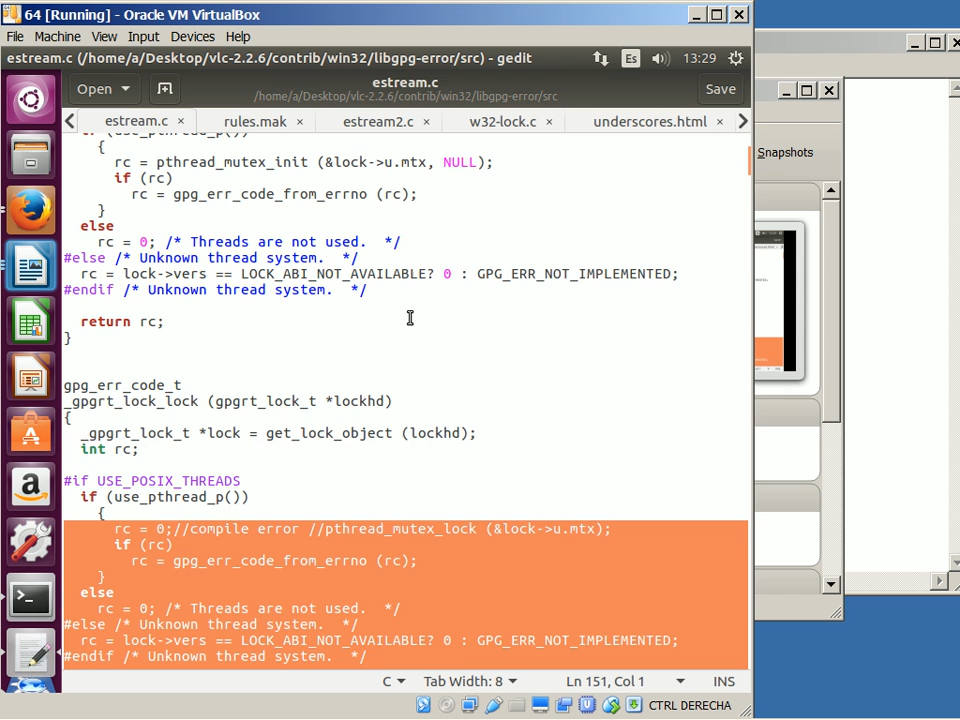 64 [Running] - Oracle VM VirtualBox
File Machine View Input Devices Help
estream.c (/home/a/Desktop/vlc-2.2.6/contrib/win32/libgpg-error/src) - gedit Es 13:29
Open estream.c Save
/home/a/Desktop/vlc-2.2.6/contrib/win32/libgpg-error/src
estream.c × rules.mak × estream2.c × w32-lock.c × underscores.html ×
if (use_pthread_p())
{
rc = pthread_mutex_init (&lock->u.mtx, NULL);
if (rc)
rc = gpg_err_code_from_errno (rc);
}
else
rc = 0; /* Threads are not used.  */
#else /* Unknown thread system.  */
rc = lock->vers == LOCK_ABI_NOT_AVAILABLE? 0 : GPG_ERR_NOT_IMPLEMENTED;
#endif /* Unknown thread system.  */
return rc;
}
gpg_err_code_t
_gpgrt_lock_lock (gpgrt_lock_t *lockhd)
{
_gpgrt_lock_t *lock = get_lock_object (lockhd);
int rc;
#if USE_POSIX_THREADS
if (use_pthread_p())
{
rc = 0;//compile error //pthread_mutex_lock (&lock->u.mtx);
if (rc)
rc = gpg_err_code_from_errno (rc);
}
else
rc = 0; /* Threads are not used.  */
#else /* Unknown thread system.  */
rc = lock->vers == LOCK_ABI_NOT_AVAILABLE? 0 : GPG_ERR_NOT_IMPLEMENTED;
#endif /* Unknown thread system.  */
C Tab Width: 8 Ln 151, Col 1 INS
CTRL DERECHA
Snapshots